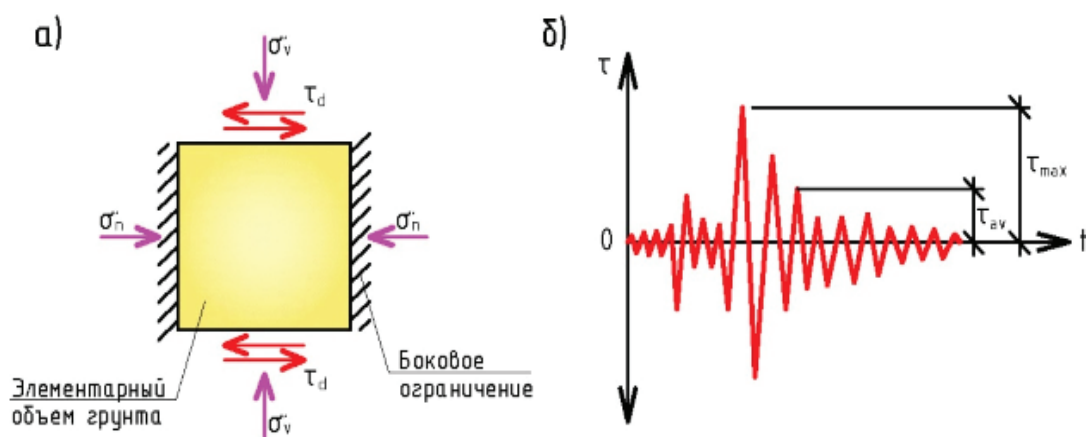 а)
σ'v
τd
σ'n
σ'n
τd
σ'v
Элементарный
объем грунта
Боковое
ограничение
б)
τ
τmax
τav
0
t